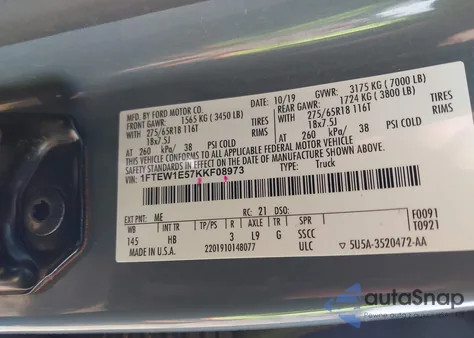 MFD. BY FORD MOTOR CO.
10/19 GVWR: 3175 KG ( 7000 LB)
FRONT GAWR: 1565 KG ( 3450 LB)
REAR GAWR: 1724 KG ( 3800 LB)
WITH 275/65R18 116T TIRES
275/65R18 116T TIRES
18x7.5J RIMS
18x7.5J RIMS
AT 260 kPa/ 38 PSI COLD
AT 260 kPa/ 38 PSI COLD
THIS VEHICLE CONFORMS TO ALL APPLICABLE FEDERAL MOTOR VEHICLE
SAFETY STANDARDS IN EFFECT ON THE DATE OF MANUFACTURE SHOWN ABOVE.
VIN: 1FTEW1E57KKF08973
TYPE: Truck
EXT PNT: ME RC: 21 DSO: F0091
WB INT TR TP/PS R AXLE TR SPR T0921
145 HB 3 L9 G SSCC
MADE IN U.S.A. 2201910148077 ULC ▽ 5U5A-3520472-AA
autoSnap